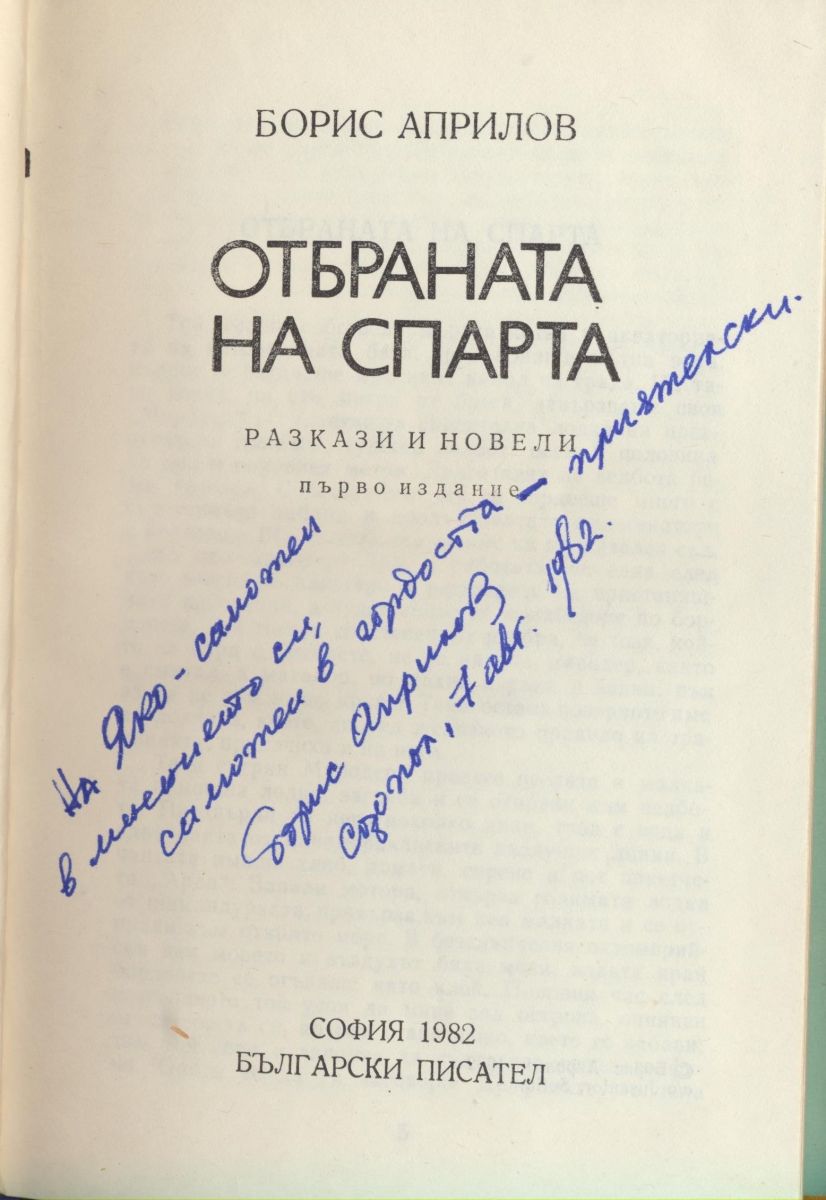 БОРИС АПРИЛОВ
ОТБРАНАТА
НА СПАРТА
РАЗКАЗИ И НОВЕЛИ
първо издание
На Яко - самотен
в мнението си,
самотен в гордостта - приятелски.
Борис Априлов
Созопол, 7 авг. 1982.
СОФИЯ 1982
БЪЛГАРСКИ ПИСАТЕЛ
5